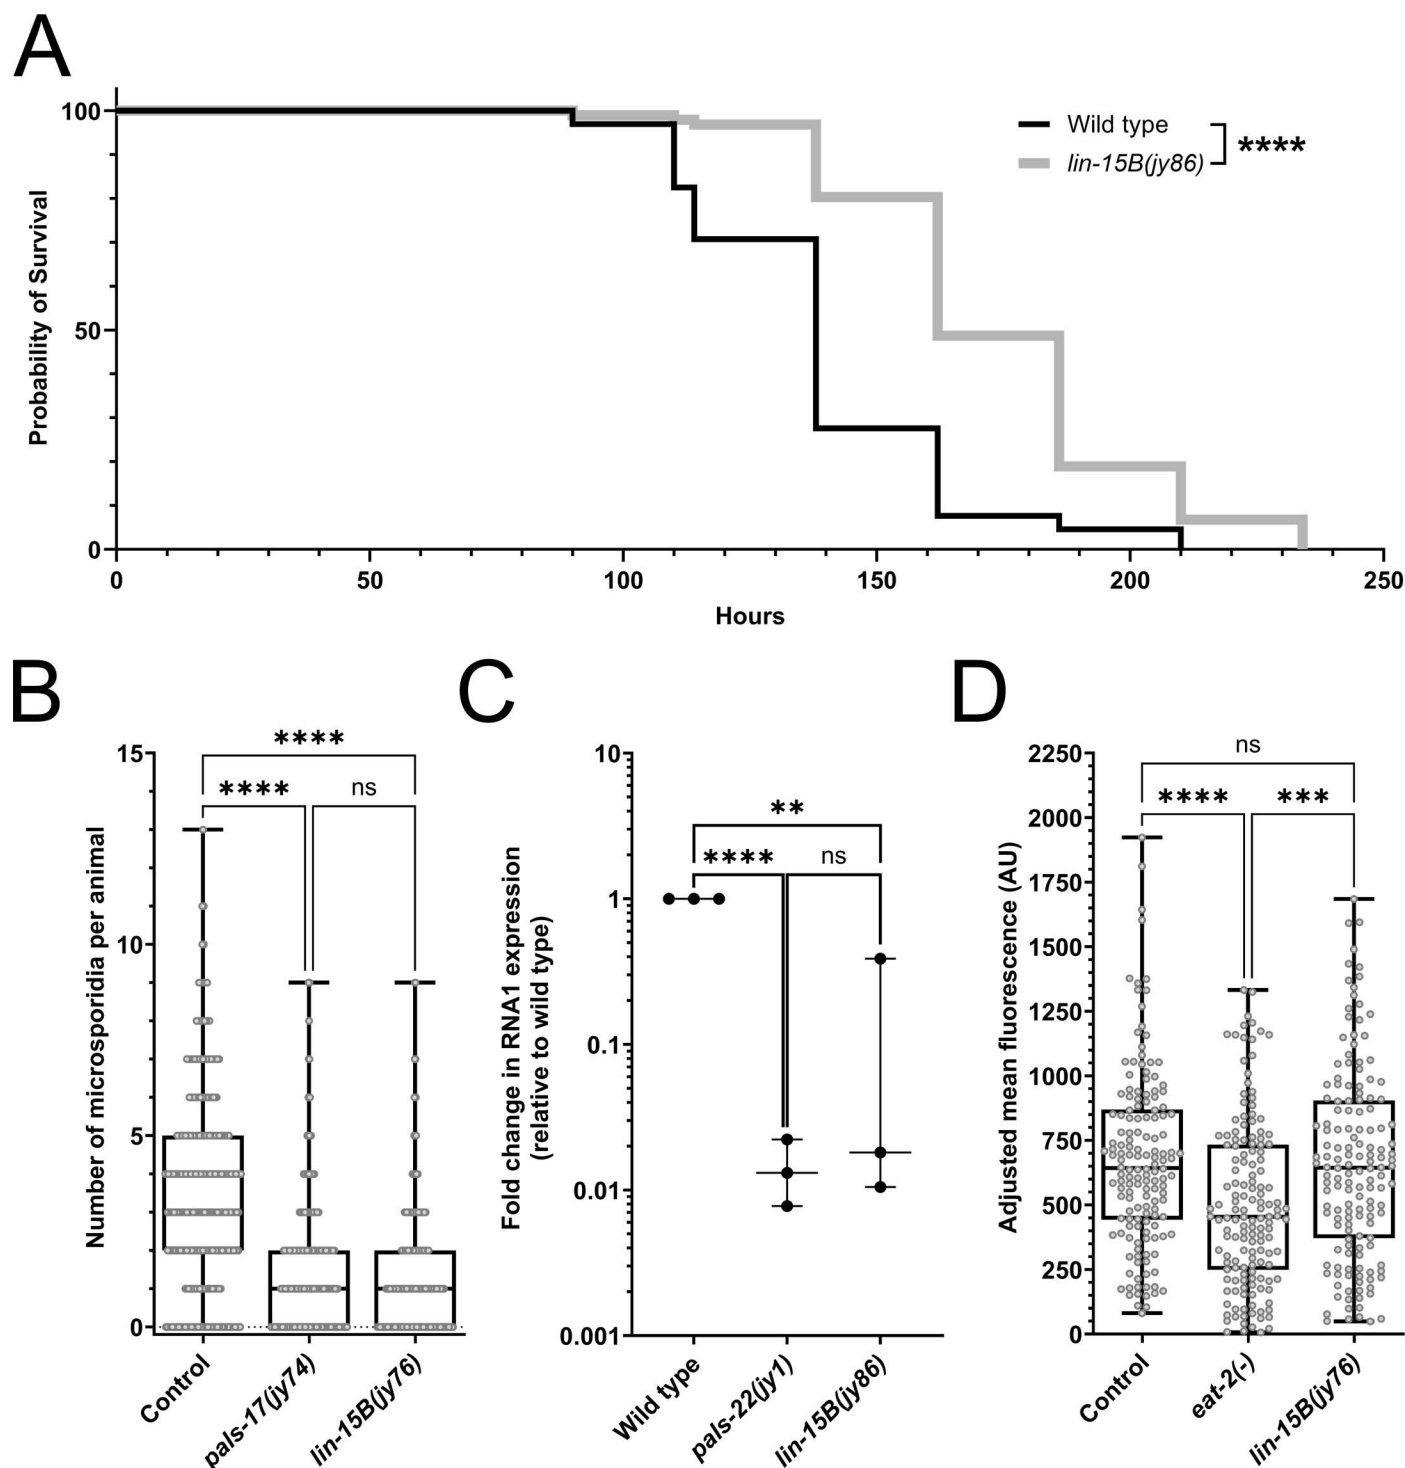 A
100
50
0
Probability of Survival
Wild type
lin-15B(jy86)
****
0 50 100 150 200 250
Hours
B
15
10
5
0
Number of microsporidia per animal
****
****
ns
Control
pals-17(jy74)
lin-15B(jy76)
C
10
1
0.1
0.01
0.001
Fold change in RNA1 expression
(relative to wild type)
**
****
ns
Wild type
pals-22(jy1)
lin-15B(jy86)
D
2250
2000
1750
1500
1250
1000
750
500
250
0
Adjusted mean fluorescence (AU)
ns
****
***
Control
eat-2(-)
lin-15B(jy76)